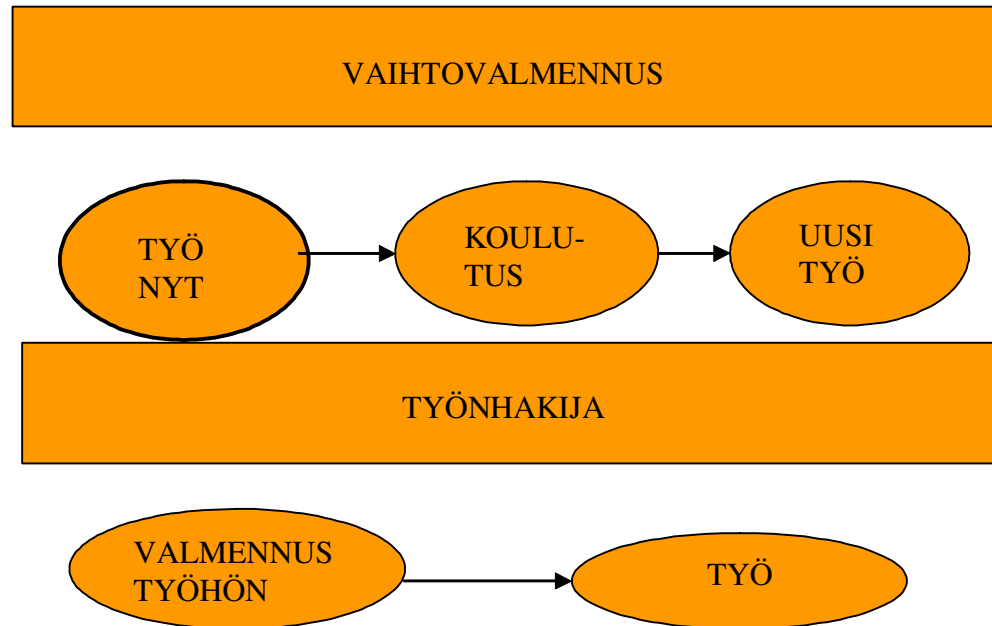 VAIHTOVALMENNUS
TYÖ
NYT
KOULU-
TUS
UUSI
TYÖ
TYÖNHAKIJA
VALMENNUS
TYÖHÖN
TYÖ